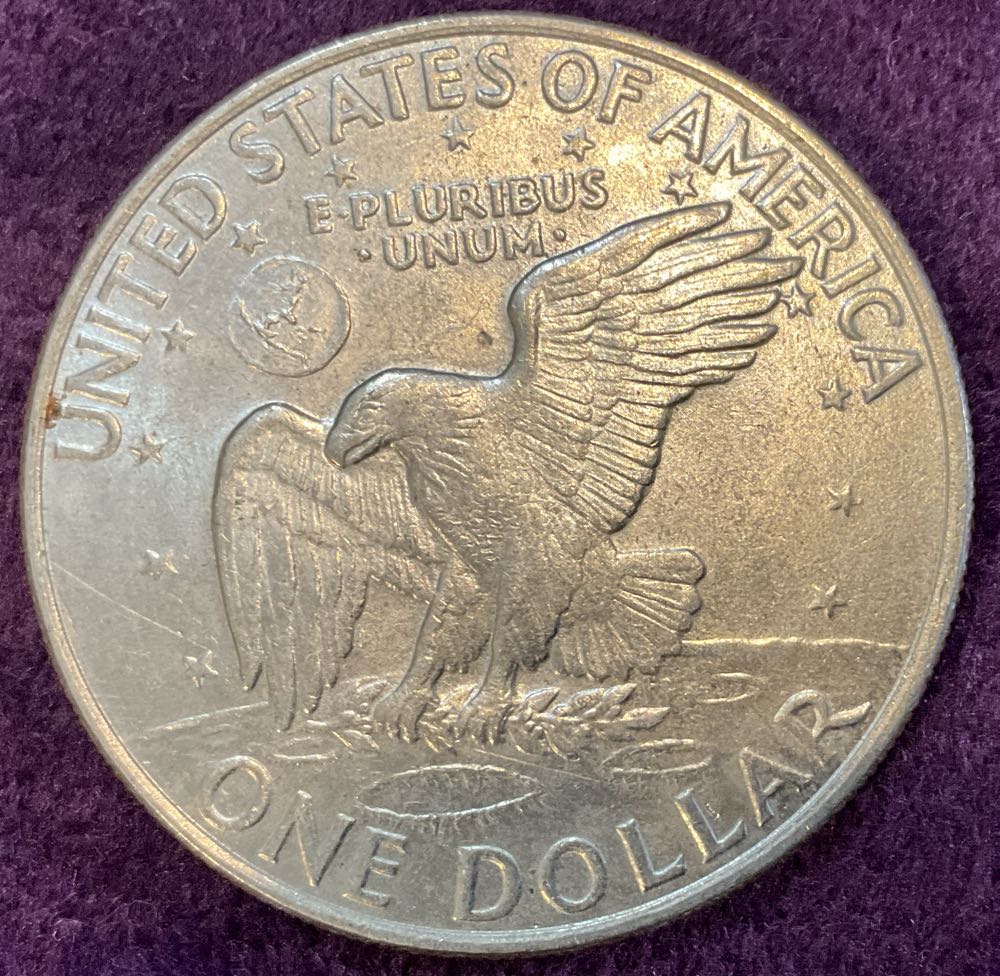 UNITED STATES OF AMERICA
E·PLURIBUS
·UNUM·
ONE DOLLAR